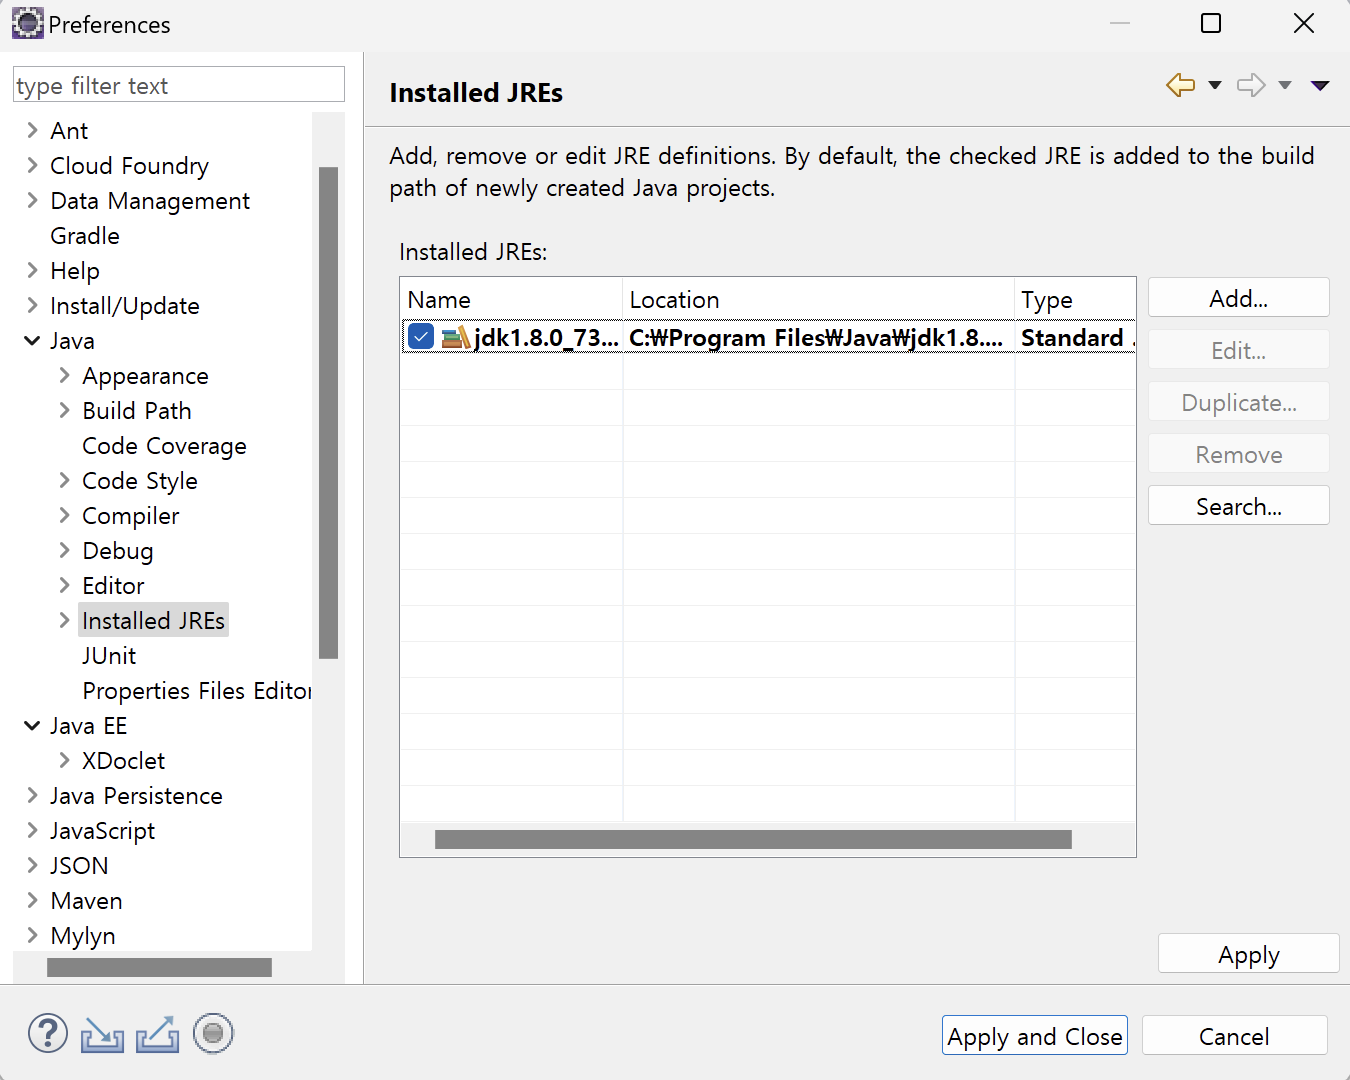 Preferences
type filter text
Ant
Cloud Foundry
Data Management
Gradle
Help
Install/Update
Java
Appearance
Build Path
Code Coverage
Code Style
Compiler
Debug
Editor
Installed JREs
JUnit
Properties Files Editor
Java EE
XDoclet
Java Persistence
JavaScript
JSON
Maven
Mylyn
Installed JREs
Add, remove or edit JRE definitions. By default, the checked JRE is added to the build
path of newly created Java projects.
Installed JREs:
Name Location Type
jdk1.8.0_73... C:₩Program Files₩Java₩jdk1.8.... Standard .
Add...
Edit...
Duplicate...
Remove
Search...
Apply
?
Apply and Close
Cancel